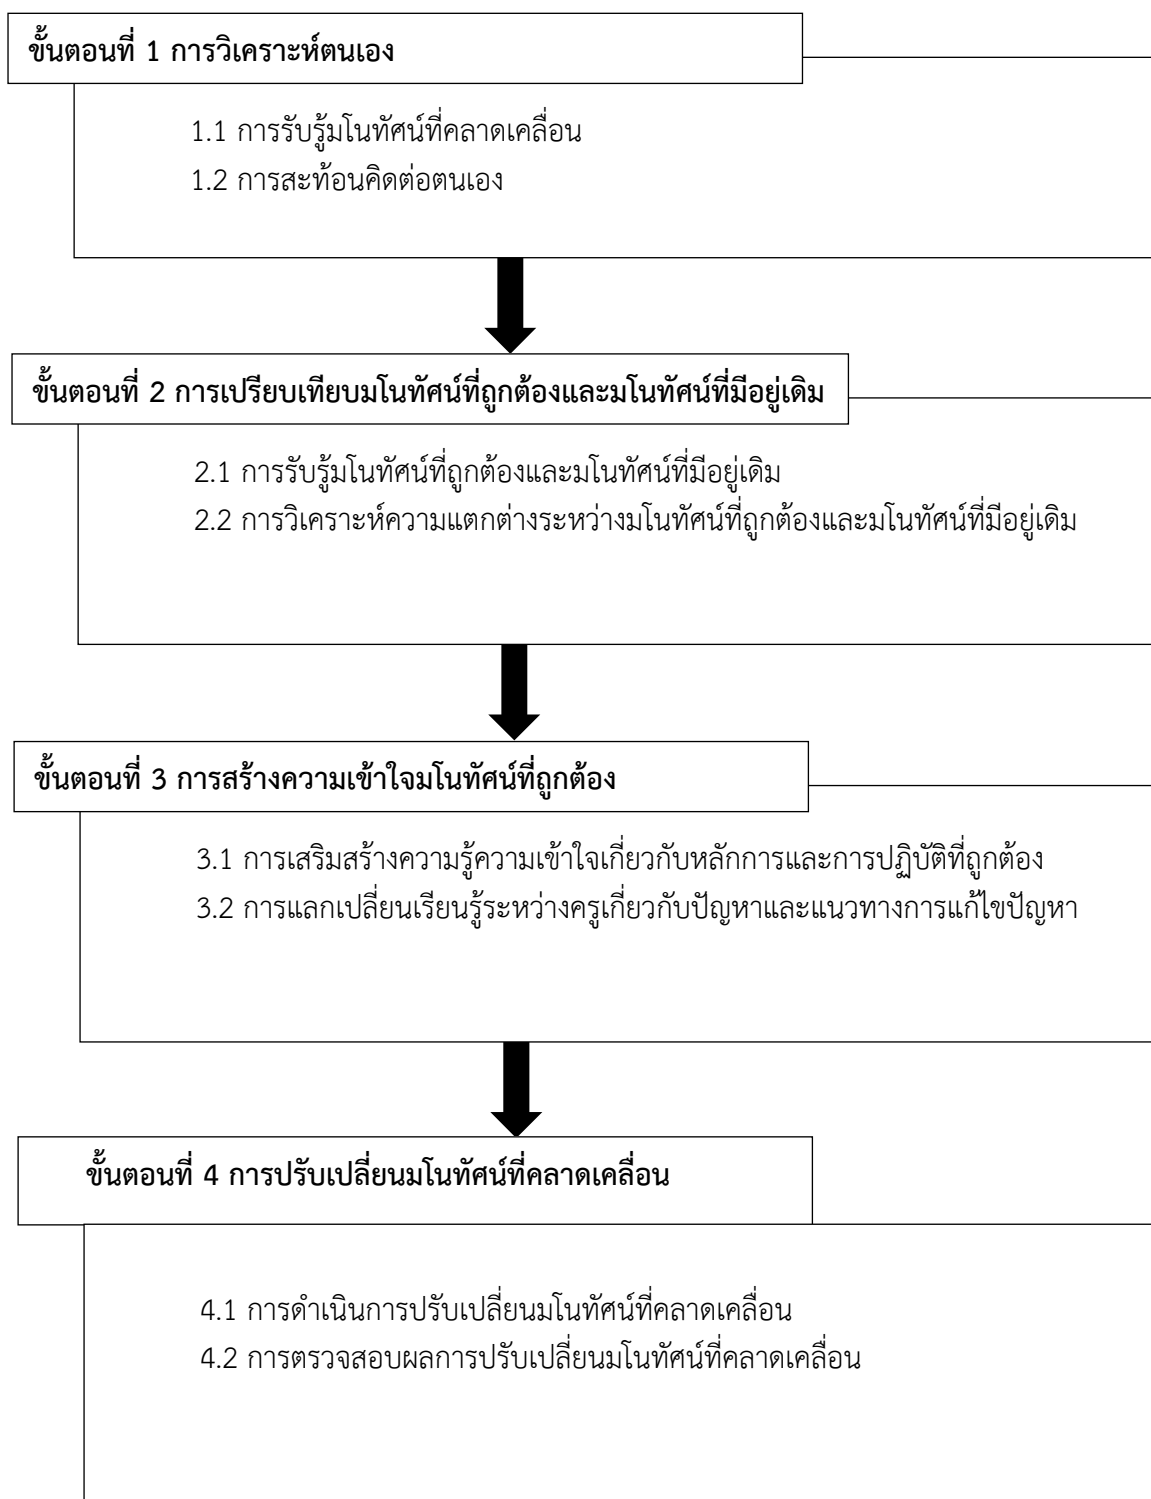 ขั้นตอนที่ 1 การวิเคราะห์ตนเอง
1.1 การรับรู้มโนทัศน์ที่คลาดเคลื่อน
1.2 การสะท้อนคิดต่อตนเอง
ขั้นตอนที่ 2 การเปรียบเทียบมโนทัศน์ที่ถูกต้องและมโนทัศน์ที่มีอยู่เดิม
2.1 การรับรู้มโนทัศน์ที่ถูกต้องและมโนทัศน์ที่มีอยู่เดิม
2.2 การวิเคราะห์ความแตกต่างระหว่างมโนทัศน์ที่ถูกต้องและมโนทัศน์ที่มีอยู่เดิม
ขั้นตอนที่ 3 การสร้างความเข้าใจมโนทัศน์ที่ถูกต้อง
3.1 การเสริมสร้างความรู้ความเข้าใจเกี่ยวกับหลักการและการปฏิบัติที่ถูกต้อง
3.2 การแลกเปลี่ยนเรียนรู้ระหว่างครูเกี่ยวกับปัญหาและแนวทางการแก้ไขปัญหา
ขั้นตอนที่ 4 การปรับเปลี่ยนมโนทัศน์ที่คลาดเคลื่อน
4.1 การดำเนินการปรับเปลี่ยนมโนทัศน์ที่คลาดเคลื่อน
4.2 การตรวจสอบผลการปรับเปลี่ยนมโนทัศน์ที่คลาดเคลื่อน